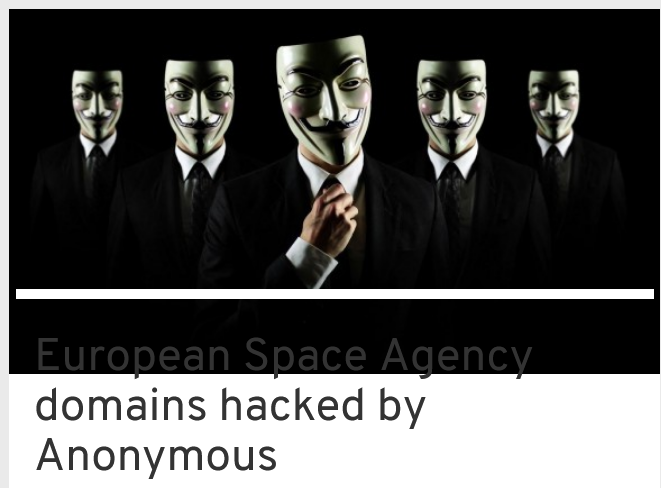 European Space Agency
domains hacked by
Anonymous